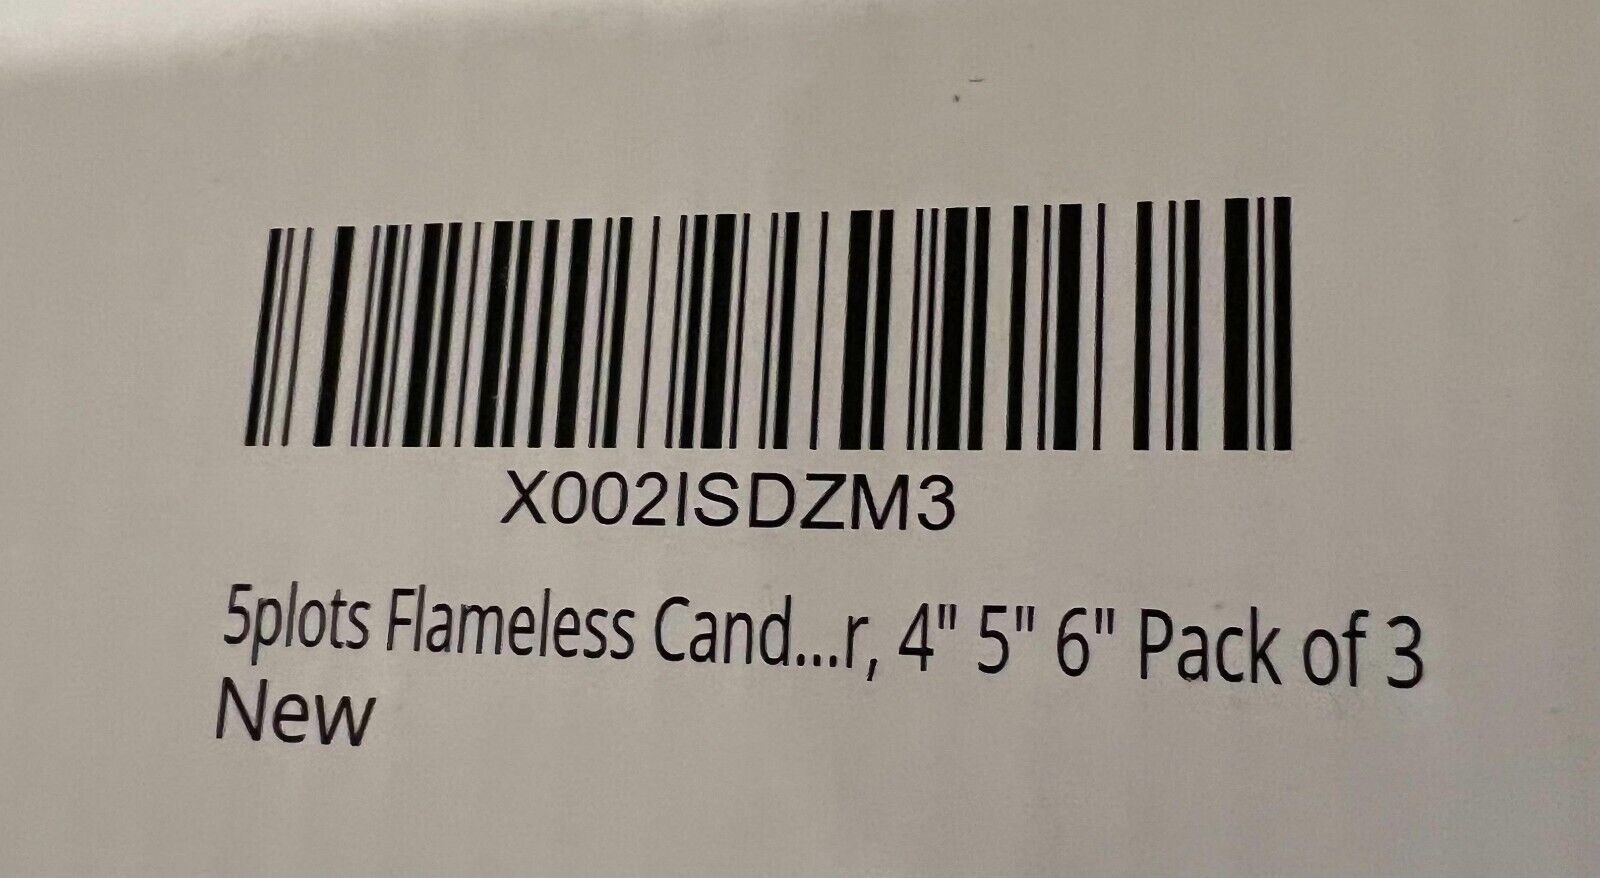 X002ISDZM3
5plots Flameless Cand...r, 4" 5" 6" Pack of 3
New